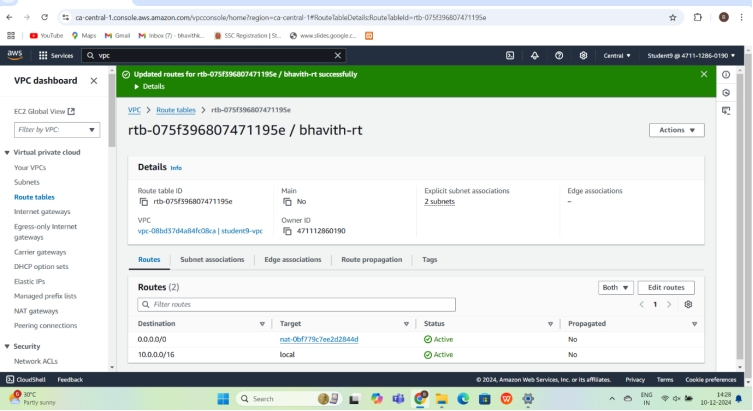 ca-central-1.console.aws.amazon.com/vpcconsole/home?region=ca-central-1#RouteTableDetails:RouteTableId=rtb-075f396807471195e
YouTube Maps Gmail Inbox (7) - bhavithk... SSC Registration | St... www.slides.google.c...
aws Services vpc Central Student9 @ 4711-1286-0190
VPC dashboard
EC2 Global View
Filter by VPC:
Virtual private cloud
Your VPCs
Subnets
Route tables
Internet gateways
Egress-only Internet gateways
Carrier gateways
DHCP option sets
Elastic IPs
Managed prefix lists
NAT gateways
Peering connections
Security
Network ACLs
Updated routes for rtb-075f396807471195e / bhavith-rt successfully
Details
VPC > Route tables > rtb-075f396807471195e
rtb-075f396807471195e / bhavith-rt
Actions
Details Info
Route table ID
rtb-075f396807471195e
Main
No
Explicit subnet associations
2 subnets
Edge associations
–
VPC
vpc-08bd37d4a84fc08ca | student9-vpc
Owner ID
471112860190
Routes Subnet associations Edge associations Route propagation Tags
Routes (2)
Both Edit routes
Filter routes
1
Destination Target Status Propagated
0.0.0.0/0 nat-0bf779c7ee2d2844d Active No
10.0.0.0/16 local Active No
CloudShell Feedback © 2024, Amazon Web Services, Inc. or its affiliates. Privacy Terms Cookie preferences
30°C
Partly sunny
Search
ENG
IN
14:28
10-12-2024